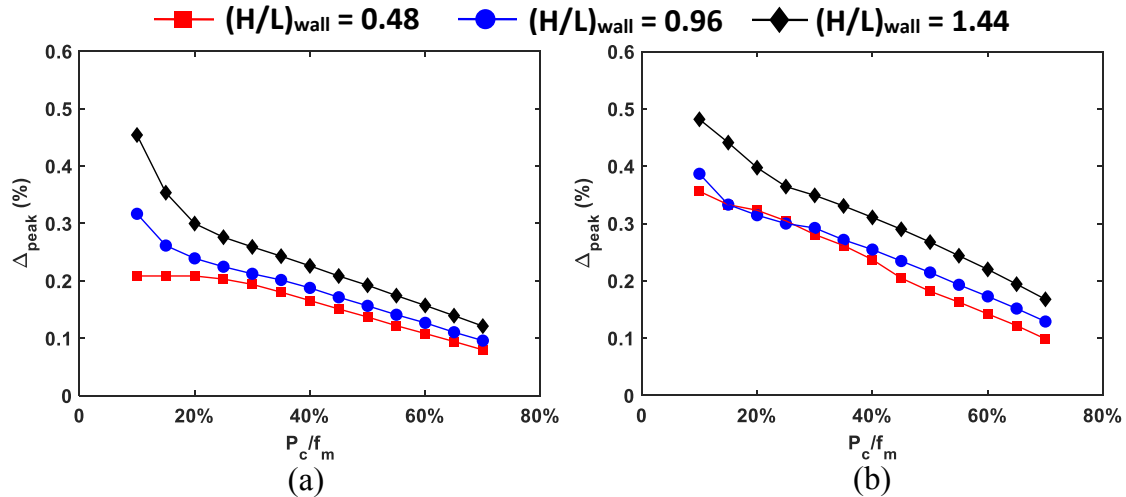 (H/L)wall = 0.48 (H/L)wall = 0.96 (H/L)wall = 1.44
0.6
0.5
0.4
0.3
0.2
0.1
0
Δpeak (%)
0 20% 40% 60% 80%
Pc/fm
(a)
0.6
0.5
0.4
0.3
0.2
0.1
0
Δpeak (%)
0 20% 40% 60% 80%
Pc/fm
(b)